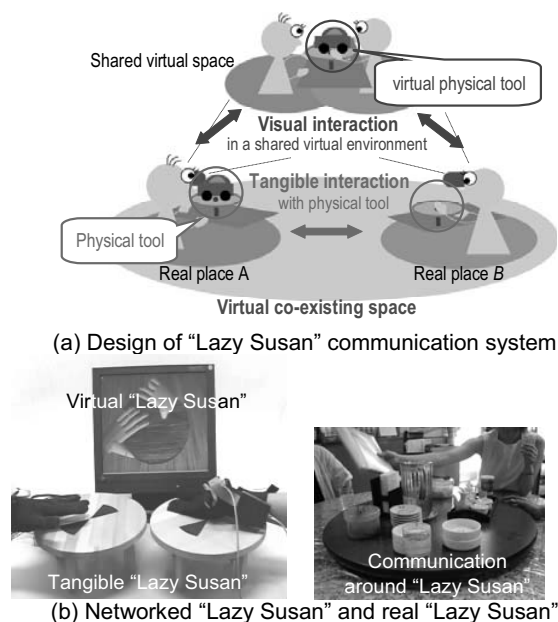 Shared virtual space
virtual physical tool
Visual interaction
in a shared virtual environment
Tangible interaction
with physical tool
Physical tool
Real place A
Real place B
Virtual co-existing space
(a) Design of “Lazy Susan” communication system
Virtual “Lazy Susan”
Tangible “Lazy Susan”
Communication
around “Lazy Susan”
(b) Networked “Lazy Susan” and real “Lazy Susan”